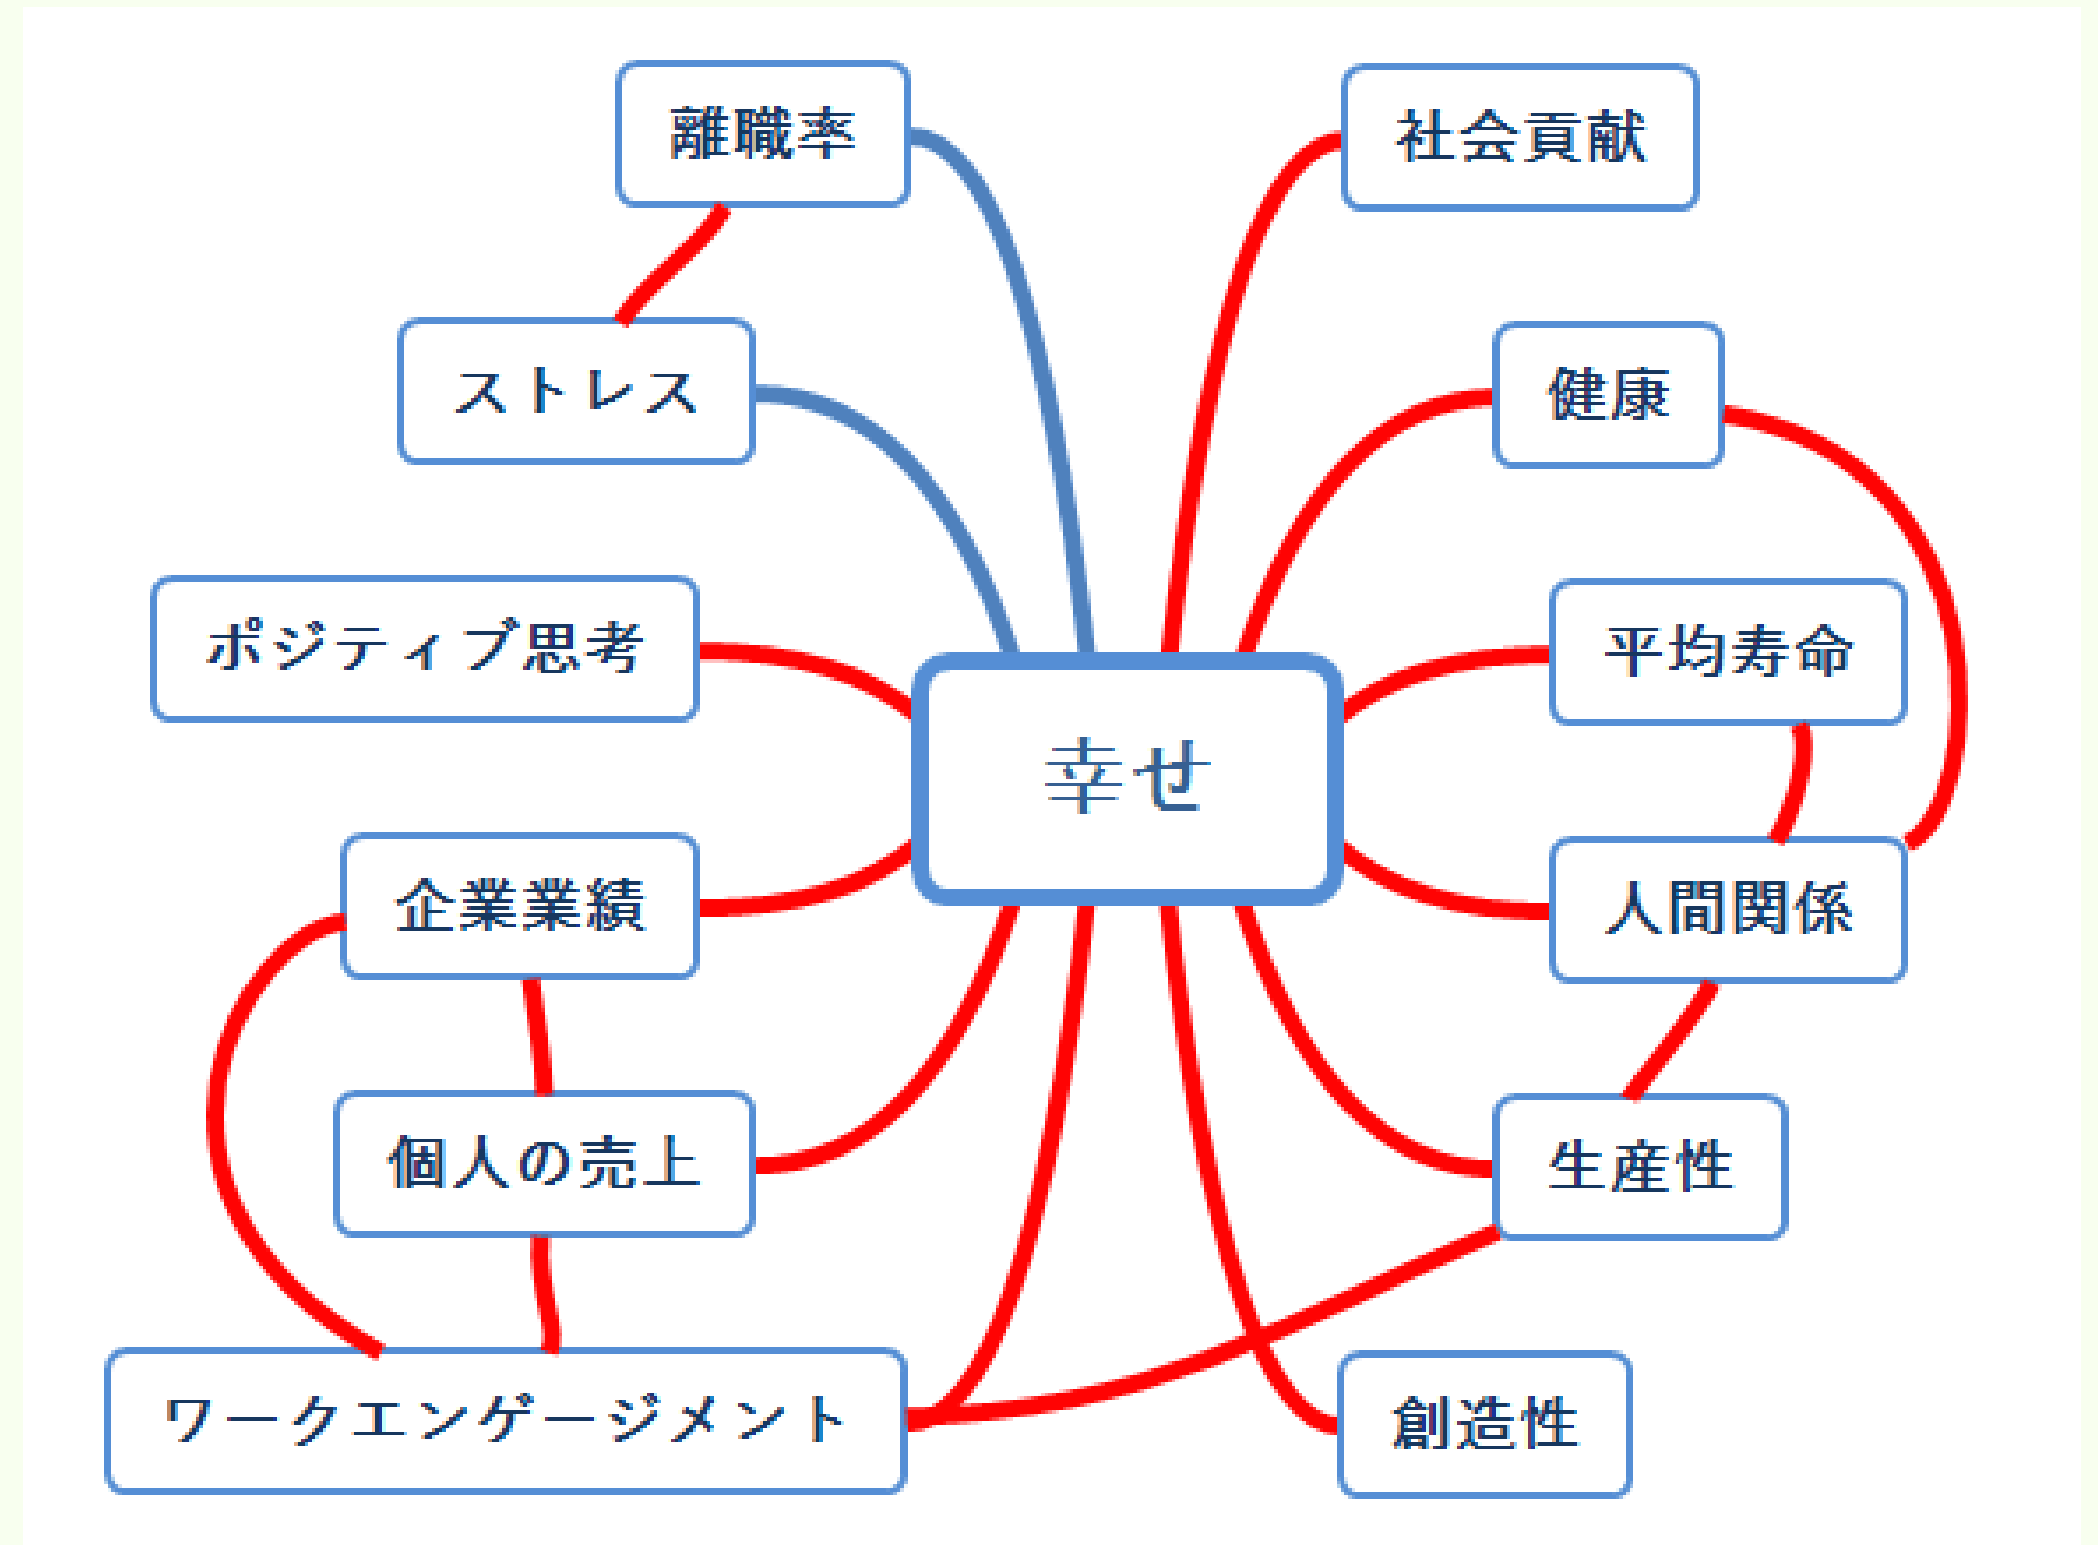 離職率
社会貢献
ストレス
健康
ポジティブ思考
平均寿命
幸せ
企業業績
人間関係
個人の売上
生産性
ワークエンゲージメント
創造性